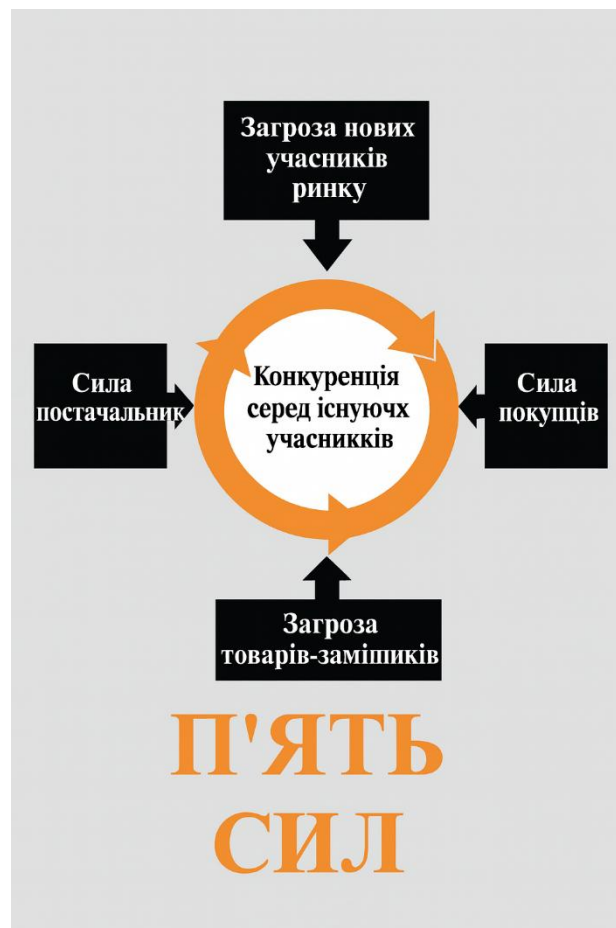 Загроза нових
учасників
ринку
Сила
постачальник
Конкуренція
серед існуючх
учасникків
Сила
покупців
Загроза
товарів-замішиків
П'ЯТЬ
СИЛ